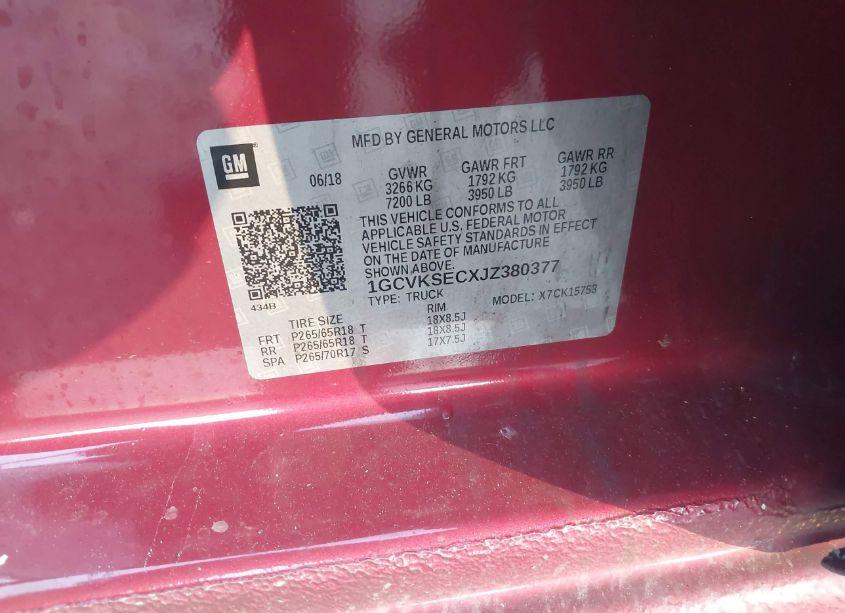 MFD BY GENERAL MOTORS LLC
GM
06/18
GVWR
3266 KG
7200 LB
GAWR FRT
1792 KG
3950 LB
GAWR RR
1792 KG
3950 LB
THIS VEHICLE CONFORMS TO ALL
APPLICABLE U.S. FEDERAL MOTOR
VEHICLE SAFETY STANDARDS IN EFFECT
ON THE DATE OF MANUFACTURE
SHOWN ABOVE.
1GCVKSECXJZ380377
TYPE: TRUCK MODEL: X7CK15753
434B
TIRE SIZE RIM
FRT P265/65R18 T 18X8.5J
RR P265/65R18 T 18X8.5J
SPA P265/70R17 S 17X7.5J